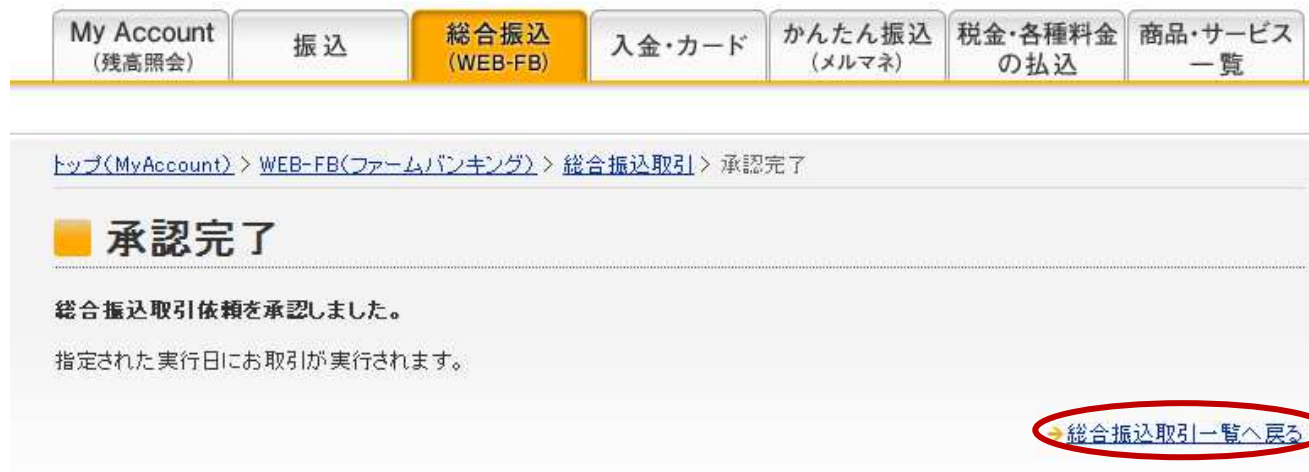 My Account
(残高照会)
振込
総合振込
(WEB-FB)
入金・カード
かんたん振込
(メルマネ)
税金・各種料金
の払込
商品・サービス
一覧
トップ(MyAccount) > WEB-FB(ファームバンキング) > 総合振込取引 > 承認完了
承認完了
総合振込取引依頼を承認しました。
指定された実行日にお取引が実行されます。
→総合振込取引一覧へ戻る